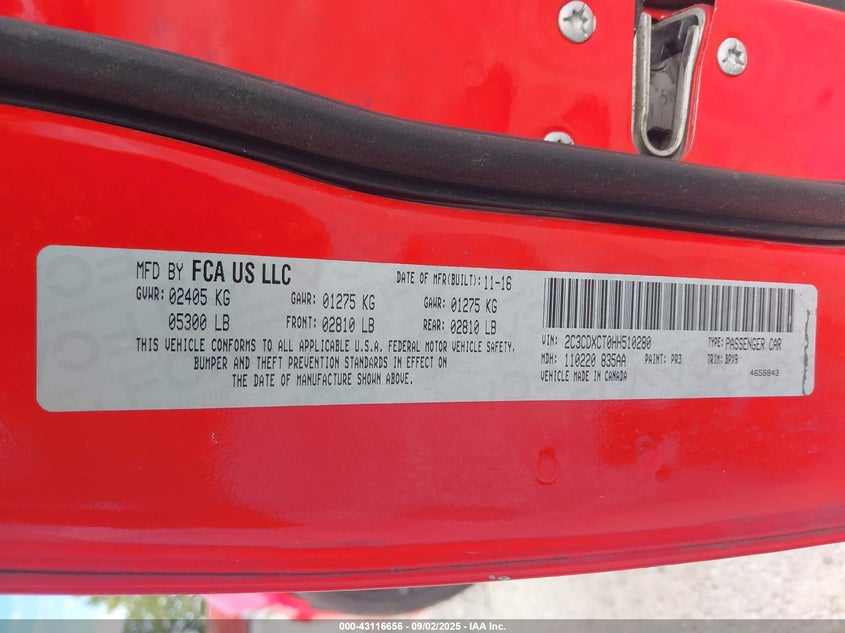 MFD BY FCA US LLC
DATE OF MFR(BUILT): 11-16
GVWR: 02405 KG GAWR: 01275 KG GAWR: 01275 KG
05300 LB FRONT: 02810 LB REAR: 02810 LB
THIS VEHICLE CONFORMS TO ALL APPLICABLE U.S.A. FEDERAL MOTOR VEHICLE SAFETY,
BUMPER AND THEFT PREVENTION STANDARDS IN EFFECT ON
THE DATE OF MANUFACTURE SHOWN ABOVE.
VIN: 2C3CDXCT0HH510280 TYPE: PASSENGER CAR
MDH: 110220 835AA PAINT: PR3 TRIM: BPX9
VEHICLE MADE IN CANADA 4658043
000-43116656 - 09/02/2025 - IAA Inc.